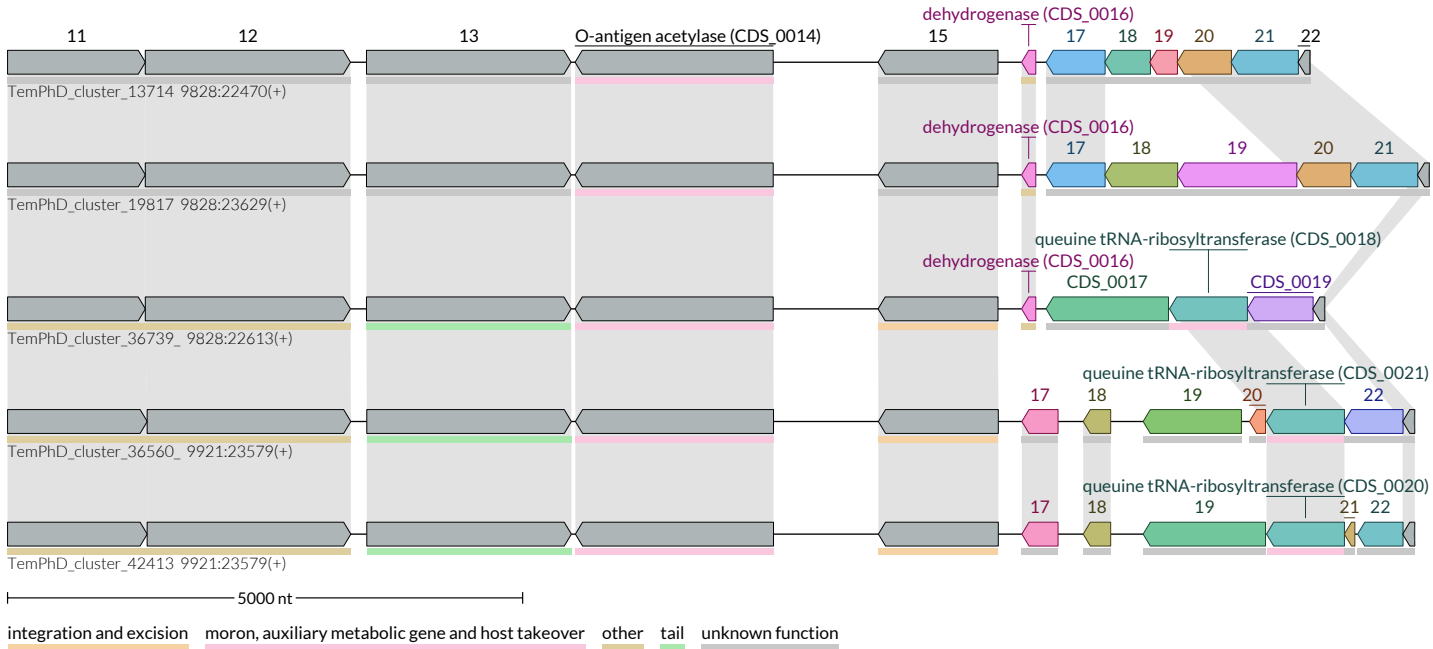 dehydrogenase (CDS_0016)
11 12 13 O-antigen acetylase (CDS_0014) 15 17 18 19 20 21 22
TemPhD_cluster_13714 9828:22470(+)
dehydrogenase (CDS_0016)
17 18 19 20 21
TemPhD_cluster_19817 9828:23629(+)
queuine tRNA-ribosyltransferase (CDS_0018)
dehydrogenase (CDS_0016)
CDS_0017 CDS_0019
TemPhD_cluster_36739_ 9828:22613(+)
queuine tRNA-ribosyltransferase (CDS_0021)
17 18 19 20 22
TemPhD_cluster_36560_ 9921:23579(+)
queuine tRNA-ribosyltransferase (CDS_0020)
17 18 19 21 22
TemPhD_cluster_42413 9921:23579(+)
5000 nt
integration and excision moron, auxiliary metabolic gene and host takeover other tail unknown function